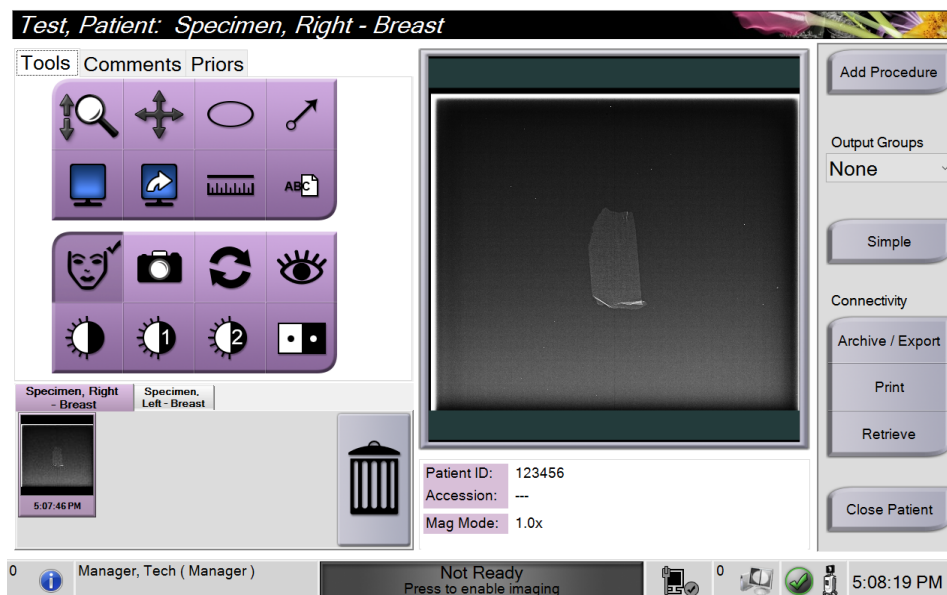 Test, Patient: Specimen, Right - Breast
Tools Comments Priors
ABC
1 2
Specimen, Right
- Breast
Specimen,
Left - Breast
5:07:46 PM
Patient ID: 123456
Accession: ---
Mag Mode: 1.0x
Add Procedure
Output Groups
None
Simple
Connectivity
Archive / Export
Print
Retrieve
Close Patient
0
Manager, Tech ( Manager )
Not Ready
Press to enable imaging
0
5:08:19 PM